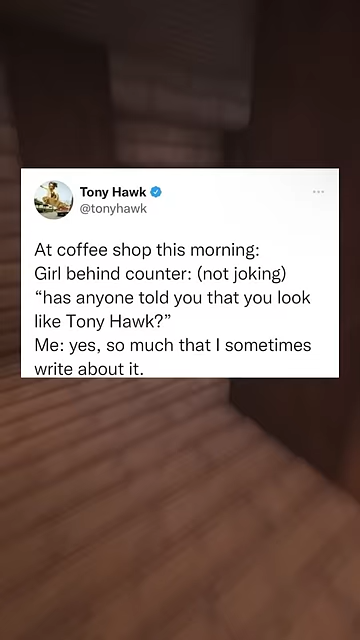 Tony Hawk
@tonyhawk
At coffee shop this morning:
Girl behind counter: (not joking)
“has anyone told you that you look
like Tony Hawk?”
Me: yes, so much that I sometimes
write about it.